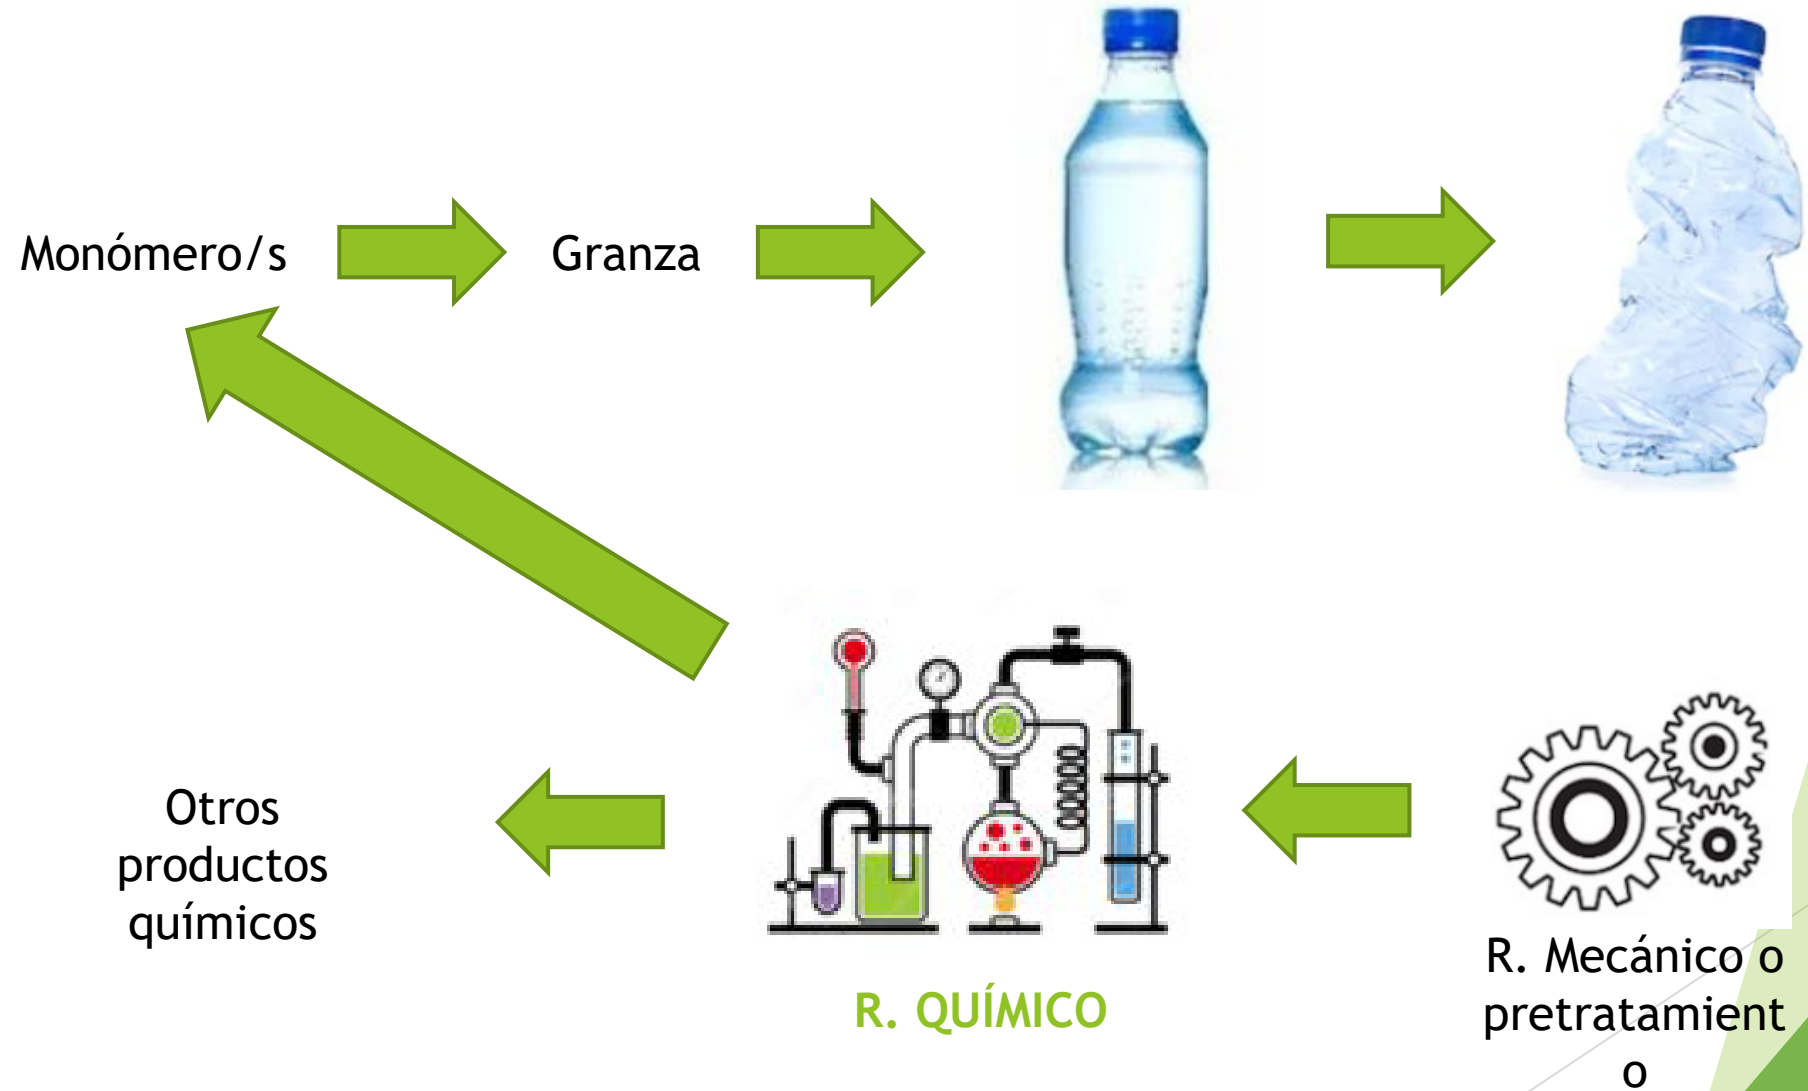 Monómero/s
Granza
Otros
productos
químicos
R. QUÍMICO
R. Mecánico o
pretratamient
o